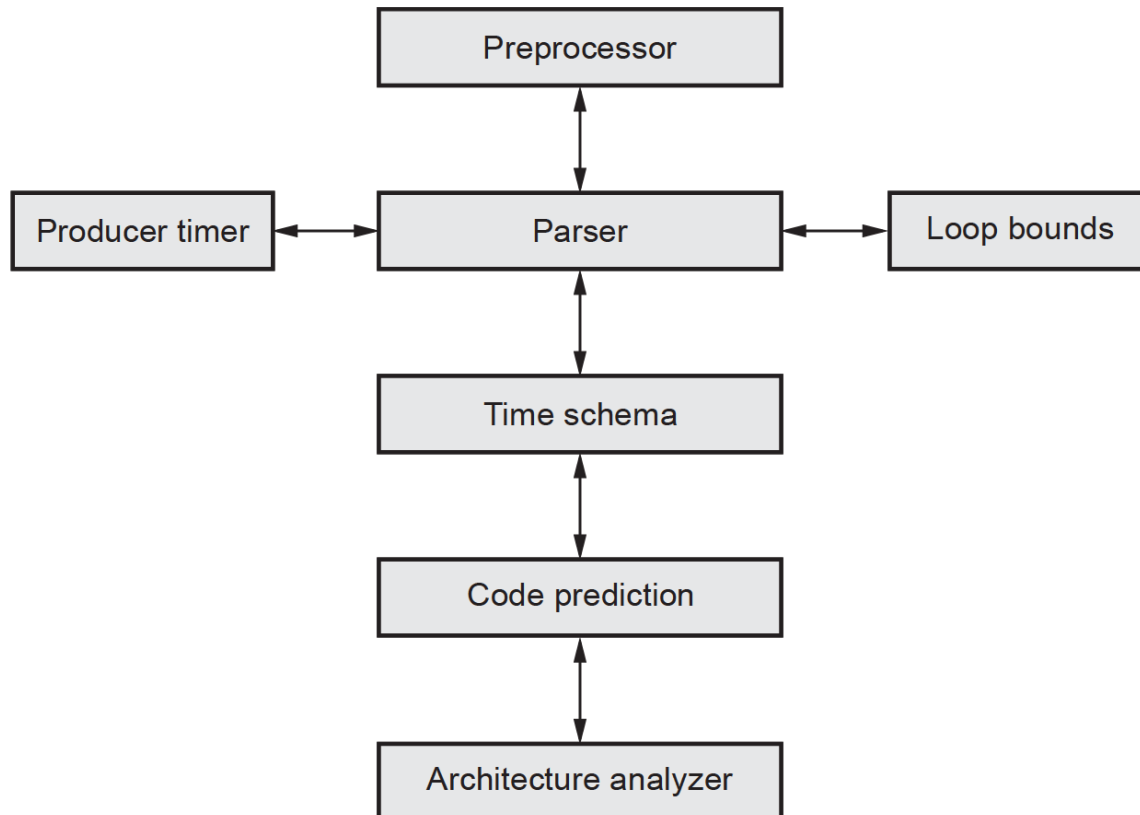 Preprocessor
Producer timer
Parser
Loop bounds
Time schema
Code prediction
Architecture analyzer